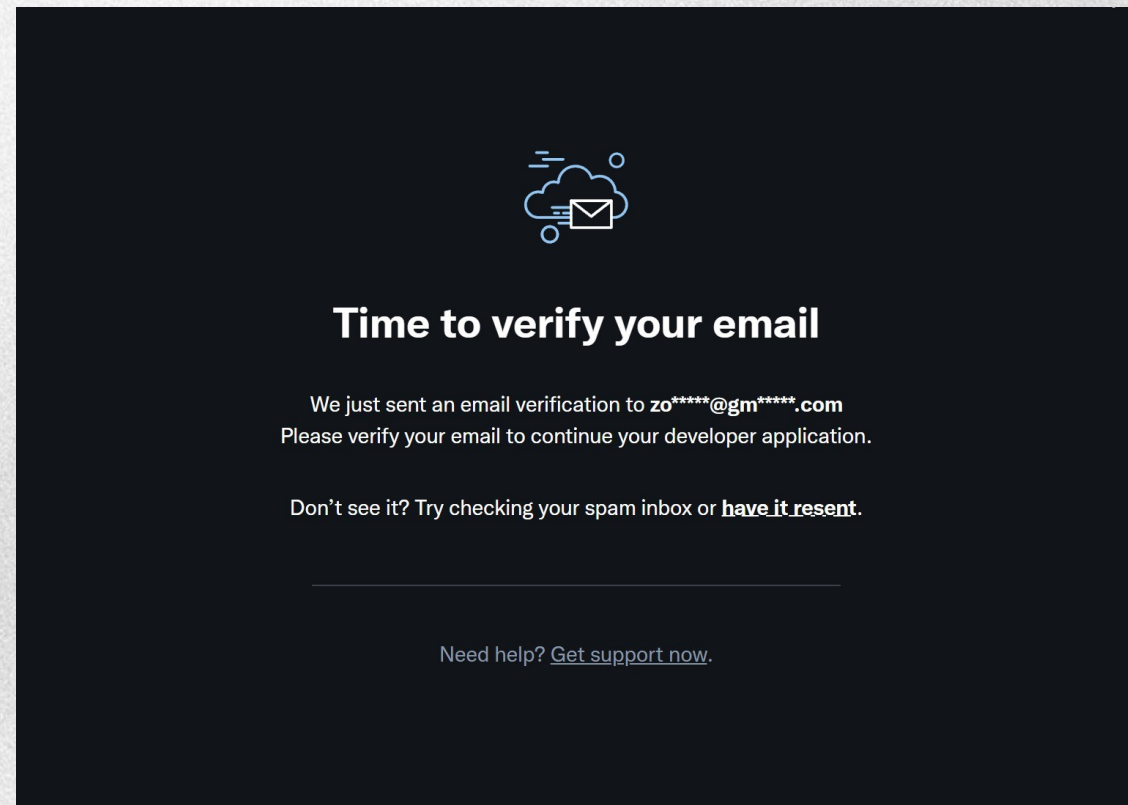 Time to verify your email
We just sent an email verification to zo*****@gm*****.com
Please verify your email to continue your developer application.
Don’t see it? Try checking your spam inbox or have it resent.
Need help? Get support now.